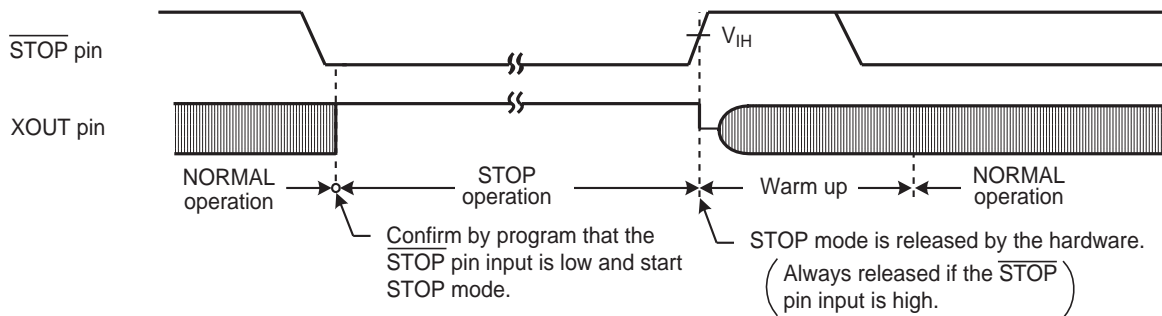 STOP pin
VIH
XOUT pin
NORMAL
operation
STOP
operation
Warm up
NORMAL
operation
Confirm by program that the
STOP pin input is low and start
STOP mode.
STOP mode is released by the hardware.
(Always released if the STOP
pin input is high.)